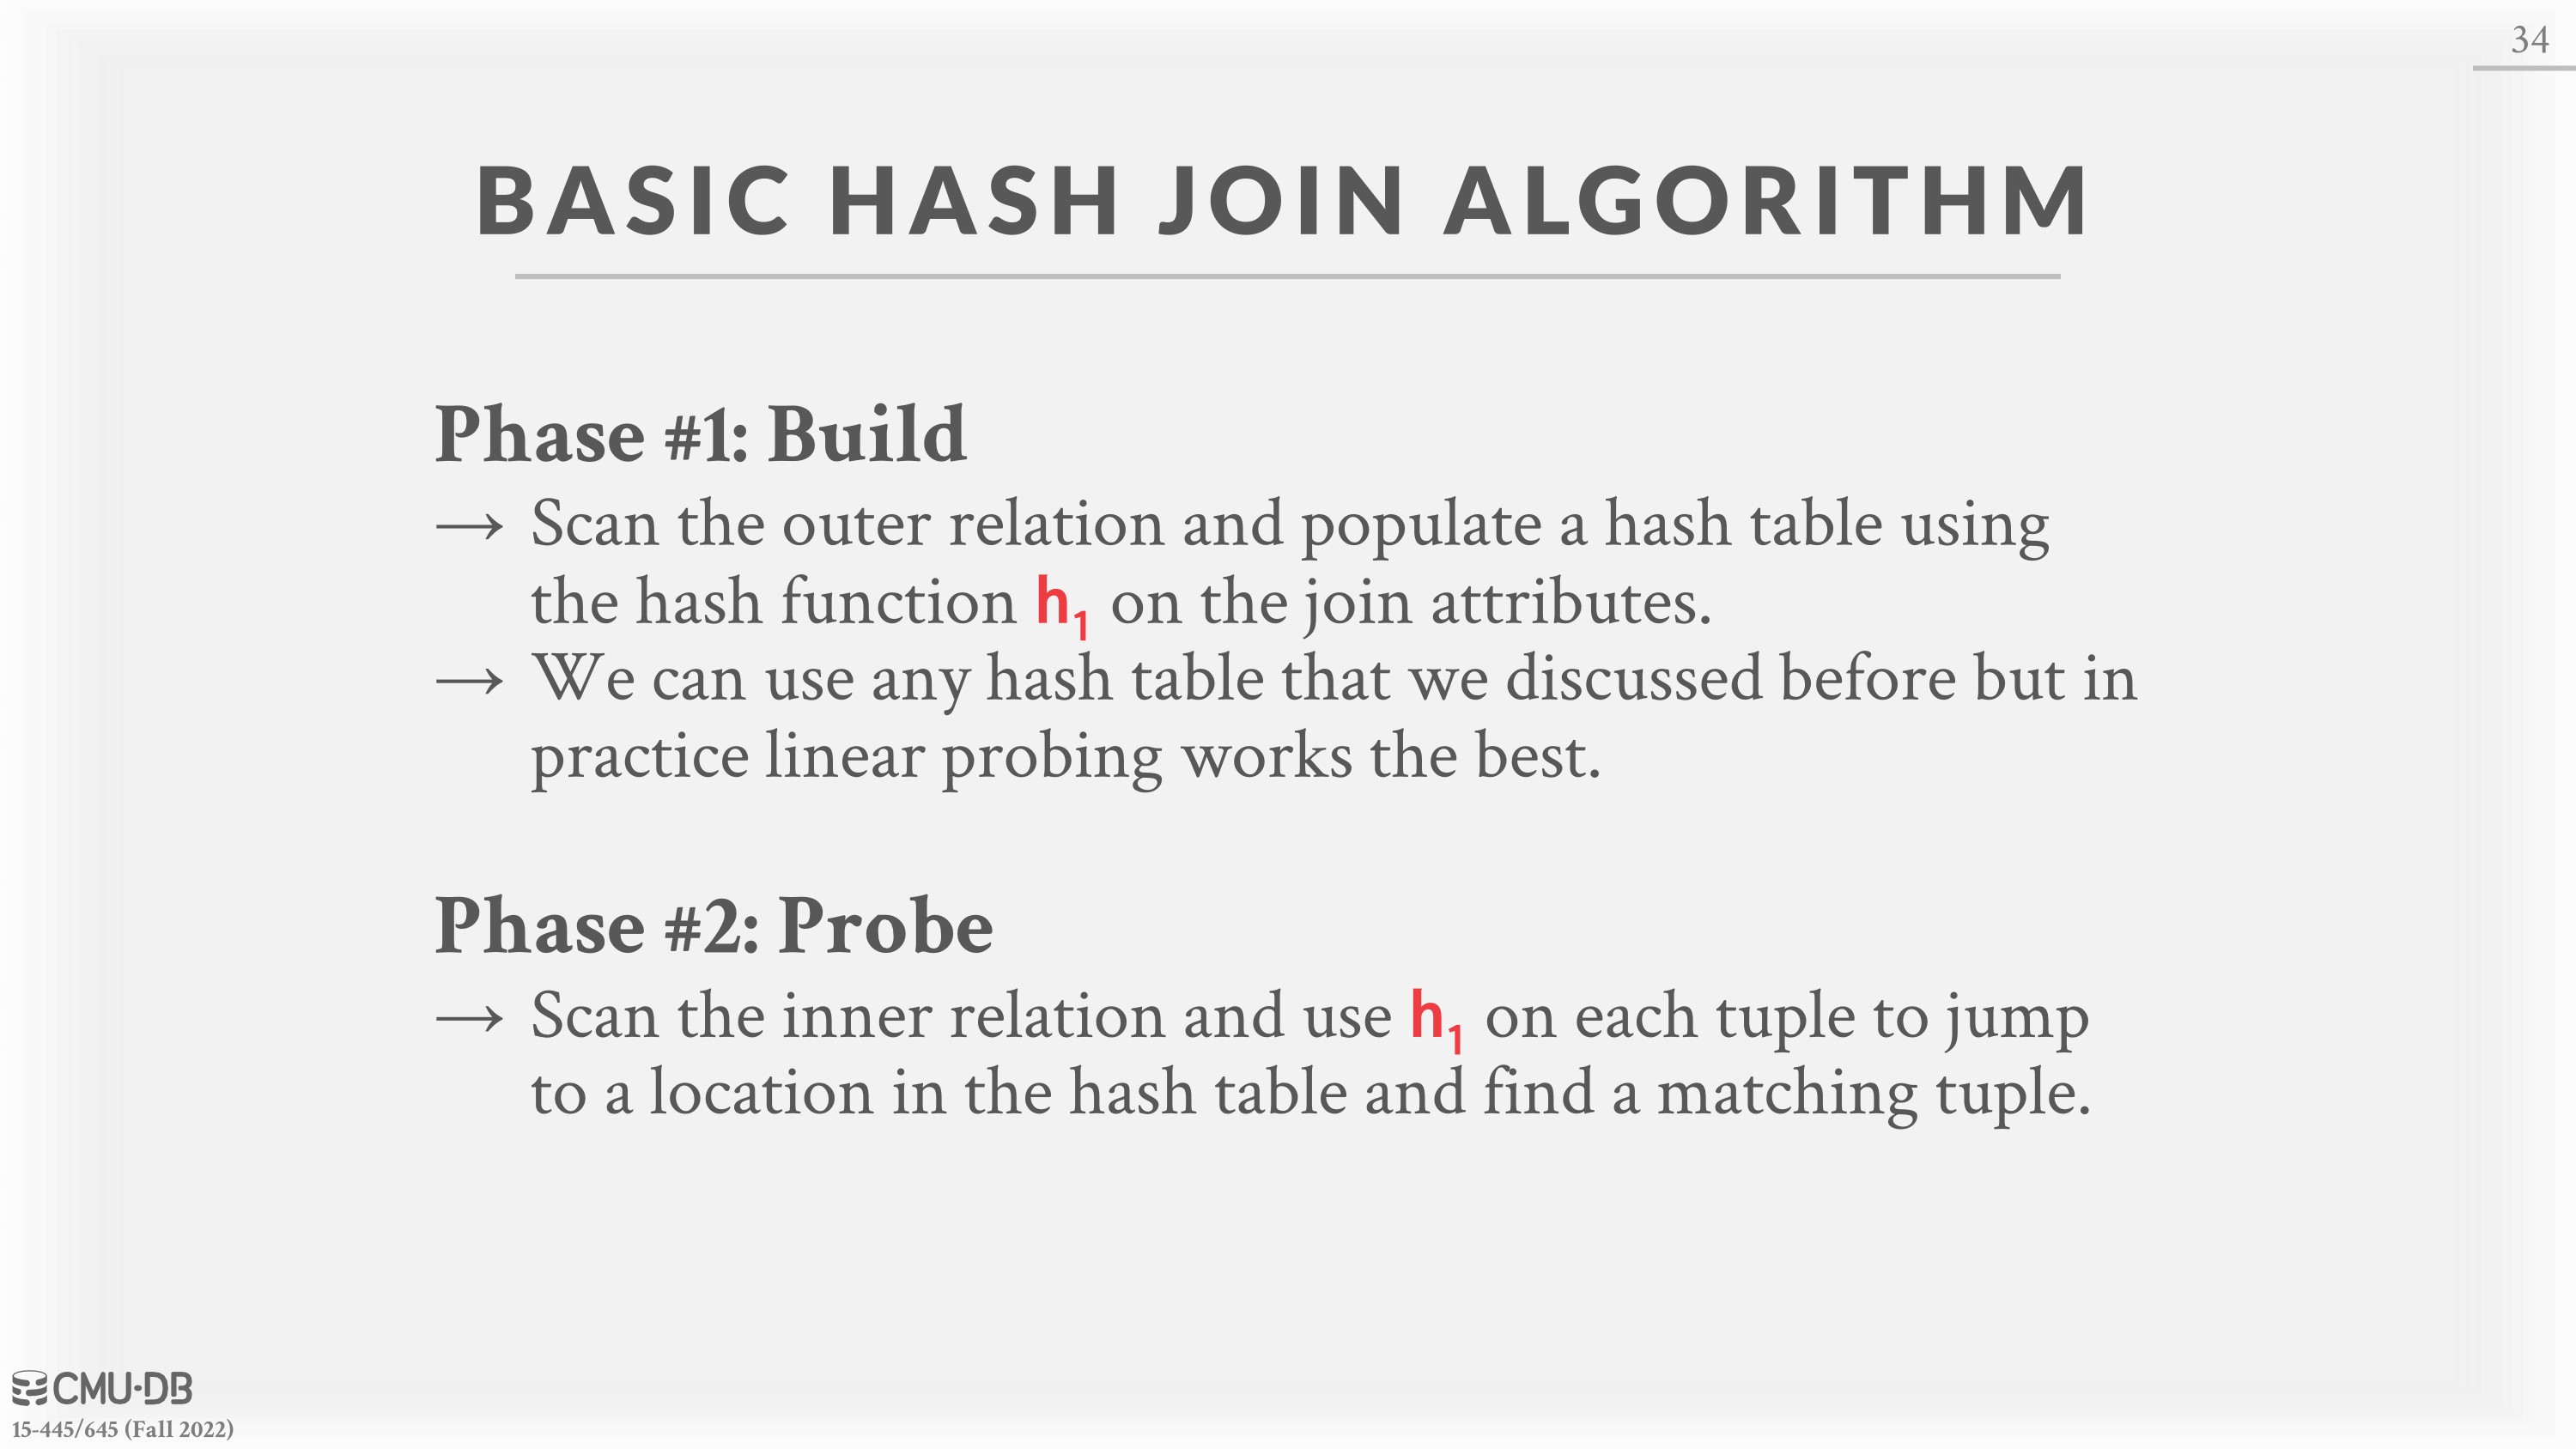 34
BASIC HASH JOIN ALGORITHM
Phase #1: Build
→ Scan the outer relation and populate a hash table using
the hash function h₁ on the join attributes.
→ We can use any hash table that we discussed before but in
practice linear probing works the best.
Phase #2: Probe
→ Scan the inner relation and use h₁ on each tuple to jump
to a location in the hash table and find a matching tuple.
CMU·DB
15-445/645 (Fall 2022)